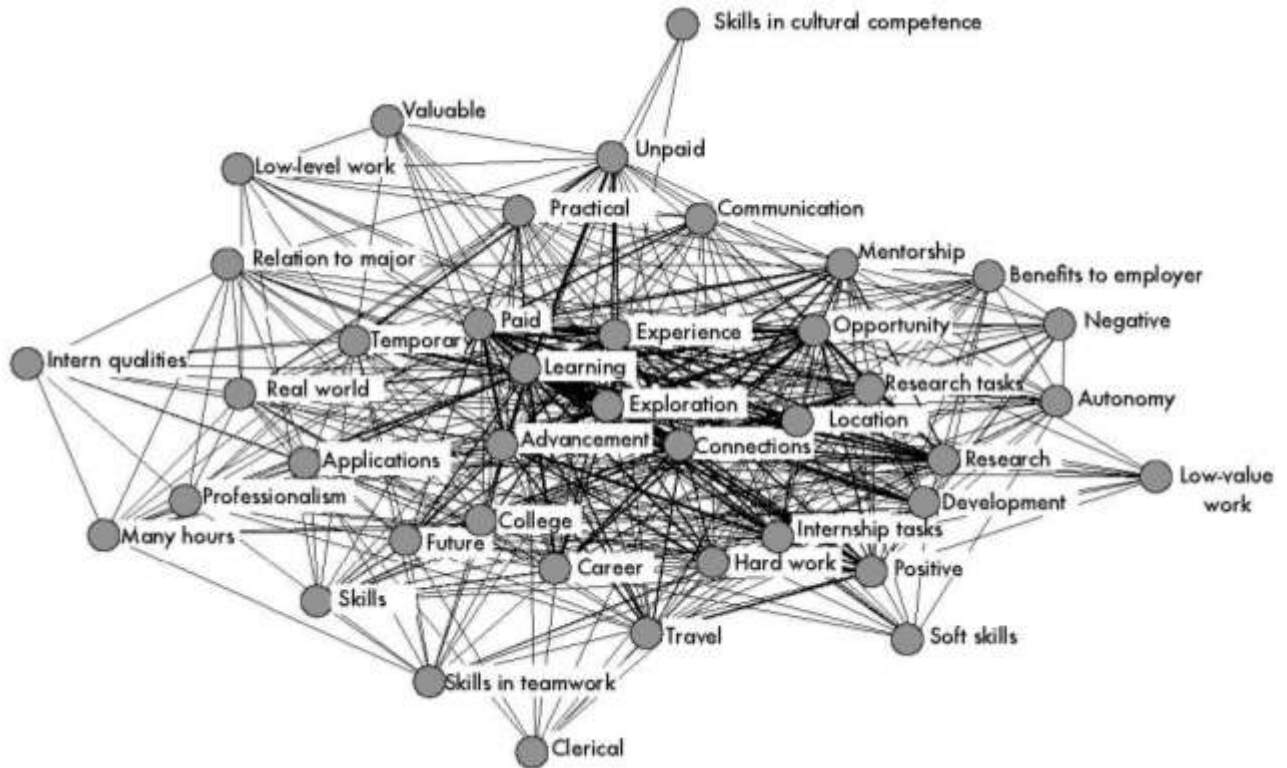 Skills in cultural competence
Valuable
Unpaid
Low-level work
Practical
Communication
Relation to major
Mentorship
Benefits to employer
Paid
Experience
Opportunity
Negative
Temporar
Intern qualities
Learning
Real world
Research tasks
Exploration
Autonomy
Location
Advancement
Connections
Applications
Research
Low-value
work
Professionalism
Development
College
Many hours
Future
Internship tasks
Career
Hard work
Positive
Skills
Travel
Soft skills
Skills in teamwork
Clerical